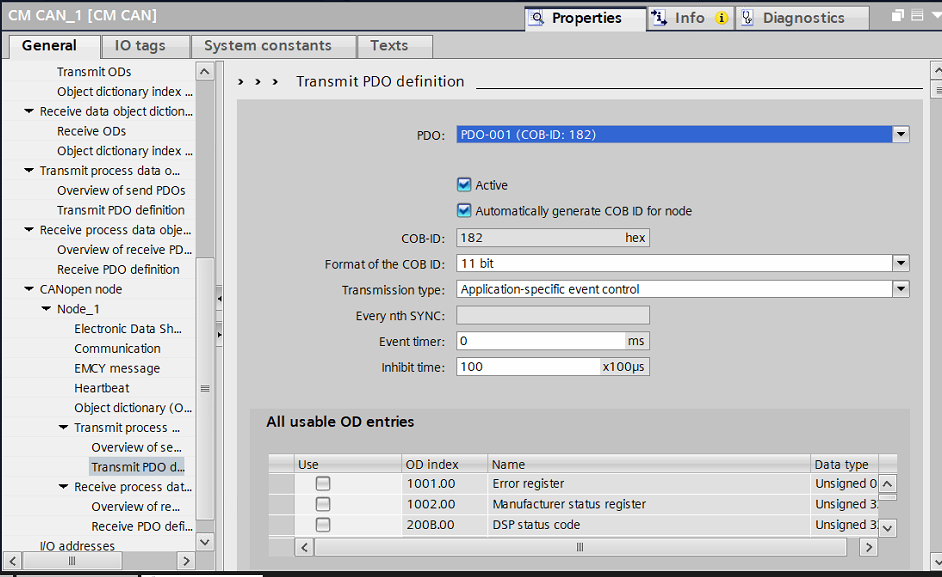 CM CAN_1 [CM CAN]
Properties
Info
Diagnostics
General
IO tags
System constants
Texts
Transmit ODs
Object dictionary index ...
Receive data object diction...
Receive ODs
Object dictionary index ...
Transmit process data o...
Overview of send PDOs
Transmit PDO definition
Receive process data obje...
Overview of receive PD...
Receive PDO definition
CANopen node
Node_1
Electronic Data Sh...
Communication
EMCY message
Heartbeat
Object dictionary (O...
Transmit process ...
Overview of se...
Transmit PDO d...
Receive process dat...
Overview of re...
Receive PDO defi...
I/O addresses
> > > Transmit PDO definition
PDO: PDO-001 (COB-ID: 182)
Active
Automatically generate COB ID for node
COB-ID: 182 hex
Format of the COB ID: 11 bit
Transmission type: Application-specific event control
Every nth SYNC:
Event timer: 0 ms
Inhibit time: 100 x100µs
All usable OD entries
Use OD index Name Data type
1001.00 Error register Unsigned 0
1002.00 Manufacturer status register Unsigned 3
200B.00 DSP status code Unsigned 3